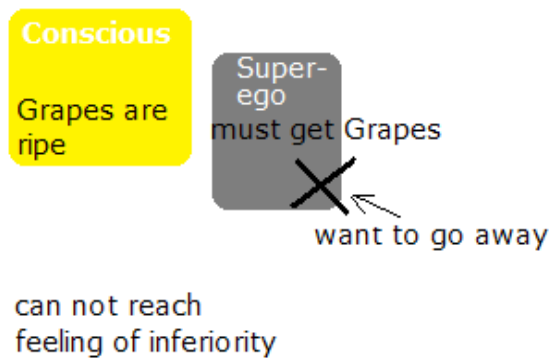 Conscious
Grapes are
ripe
Super-
ego
must get Grapes
want to go away
can not reach
feeling of inferiority